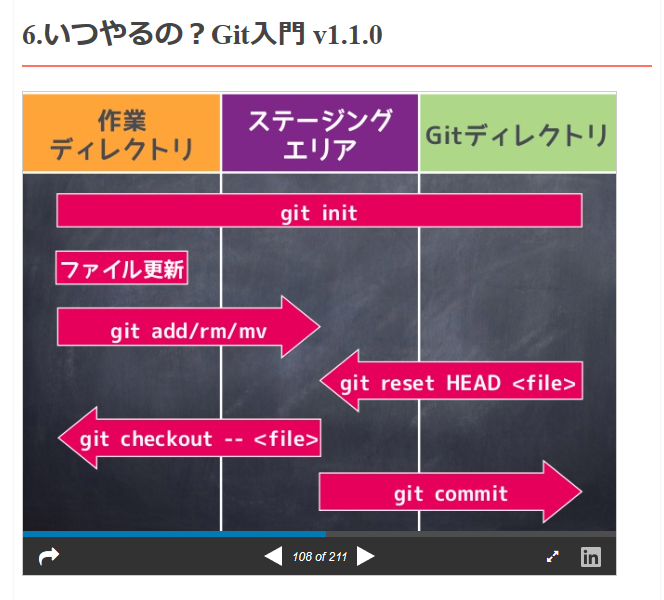 6.いつやるの？Git入門 v1.1.0
作業
ディレクトリ
ステージング
エリア
Gitディレクトリ
git init
ファイル更新
git add/rm/mv
git reset HEAD <file>
git checkout -- <file>
git commit
108 of 211
in